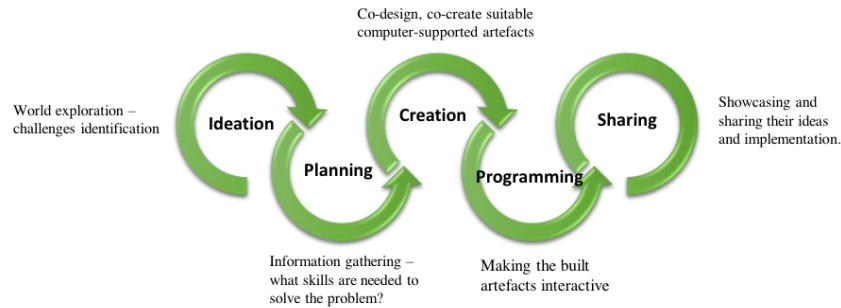 Co-design, co-create suitable
computer-supported artefacts
World exploration –
challenges identification
Ideation
Planning
Creation
Programming
Sharing
Showcasing and
sharing their ideas
and implementation.
Information gathering –
what skills are needed to
solve the problem?
Making the built
artefacts interactive